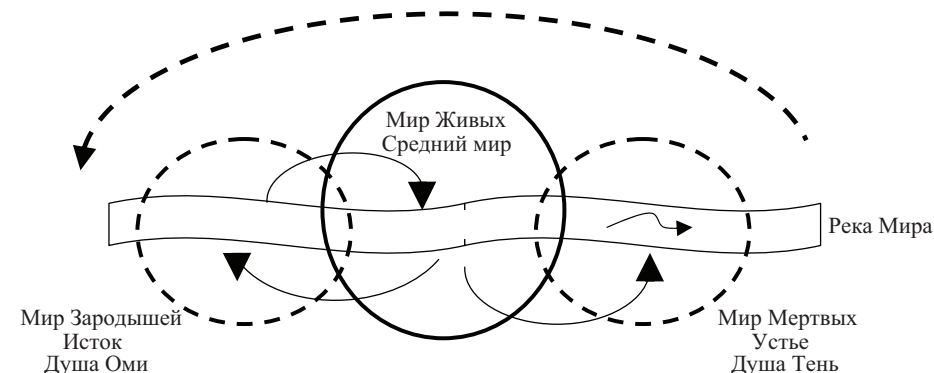 Мир Живых
Средний мир
Река Мира
Мир Зародышей
Исток
Душа Оми
Мир Мертвых
Устье
Душа Тень